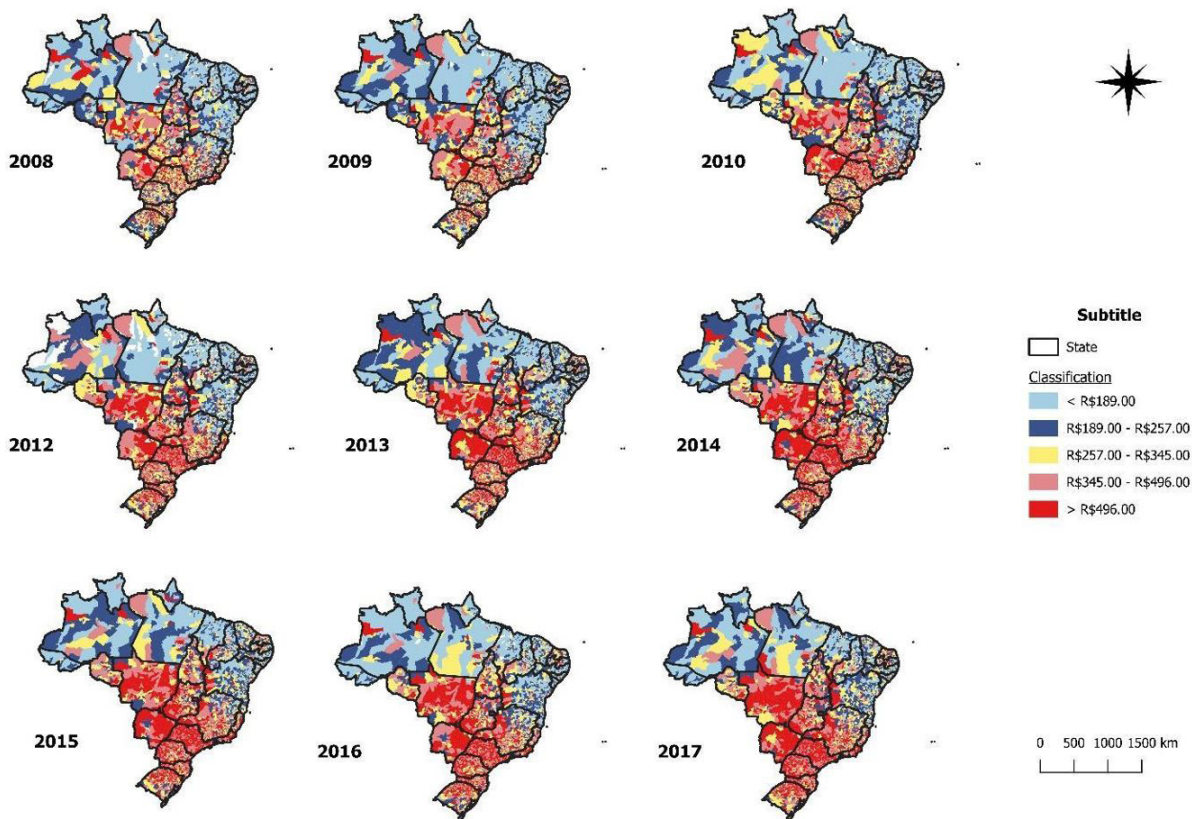 2008
2009
2010
2012
2013
2014
2015
2016
2017
Subtitle
State
Classification
< R$189.00
R$189.00 - R$257.00
R$257.00 - R$345.00
R$345.00 - R$496.00
> R$496.00
0 500 1000 1500 km